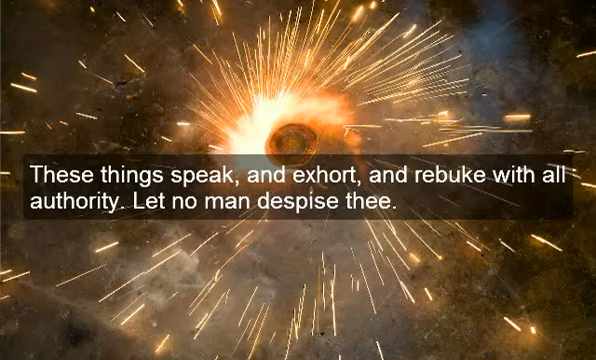 These things speak, and exhort, and rebuke with all
authority. Let no man despise thee.